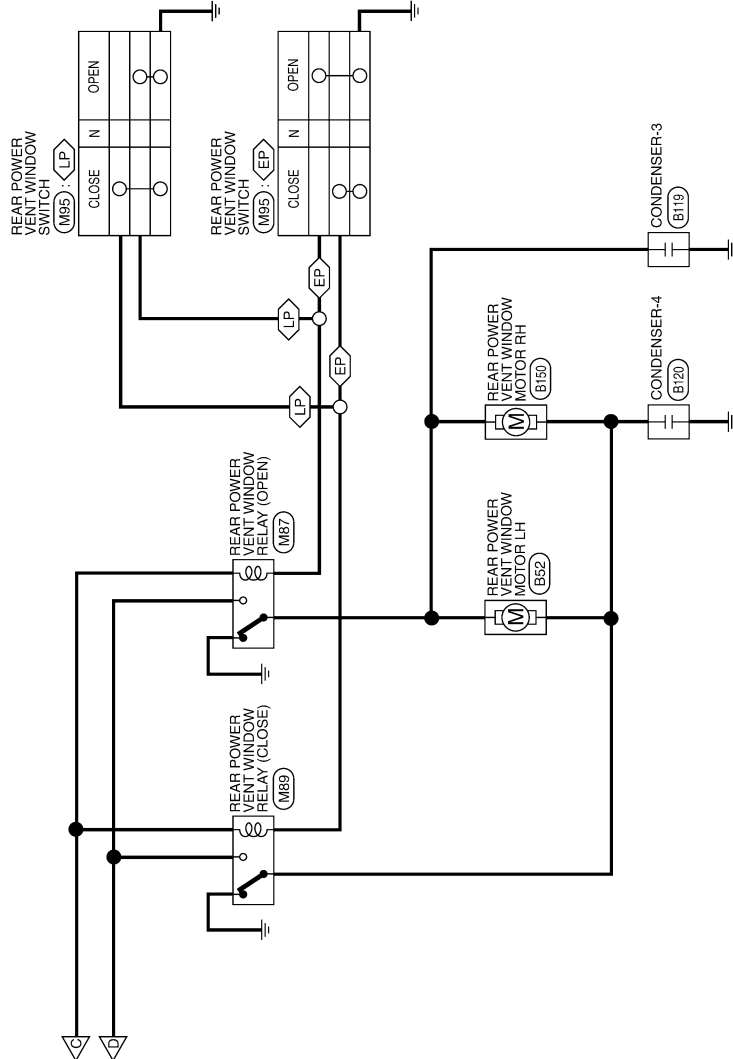 REAR POWER
VENT WINDOW
SWITCH
M95 : LP
CLOSE
N
OPEN
REAR POWER
VENT WINDOW
SWITCH
M95 : EP
CLOSE
N
OPEN
EP
LP
EP
LP
CONDENSER-3
B119
REAR POWER
VENT WINDOW
MOTOR RH
B150
M
CONDENSER-4
B120
REAR POWER
VENT WINDOW
RELAY (OPEN)
M87
REAR POWER
VENT WINDOW
MOTOR LH
B52
M
REAR POWER
VENT WINDOW
RELAY (CLOSE)
M89
C
D